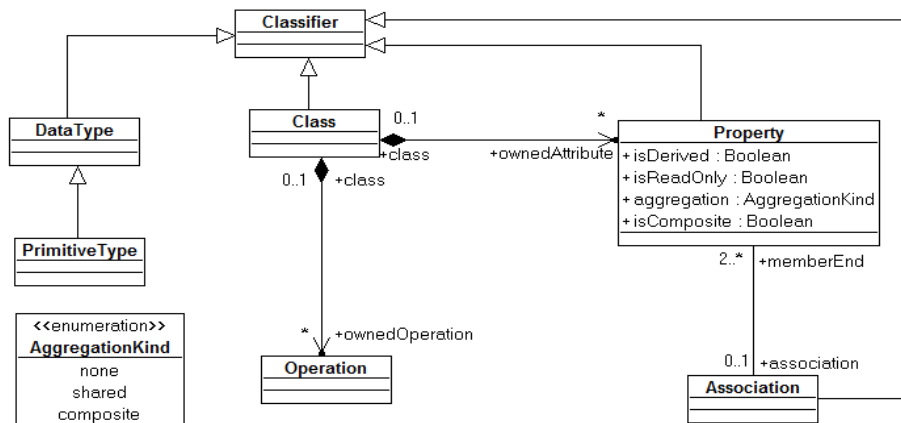 Classifier
DataType
0..1
*
Class
Property
+class
+ownedAttribute
+isDerived : Boolean
0..1
+class
+isReadOnly : Boolean
+aggregation : AggregationKind
+isComposite : Boolean
PrimitiveType
2..*
+memberEnd
<<enumeration>>
AggregationKind
none
shared
composite
*
+ownedOperation
Operation
0..1
+association
Association